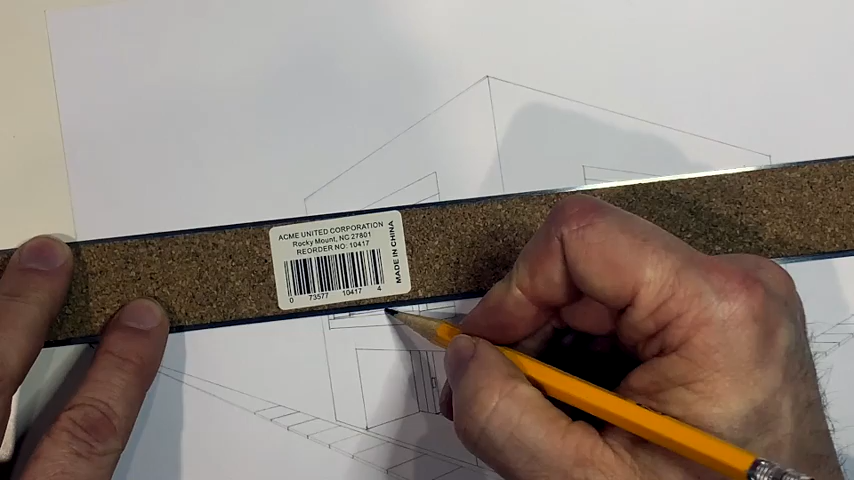 ACME UNITED CORPORATION
Rocky Mount, NC 27801
REORDER NO: 10417
0 73577 10417 4
MADE IN CHINA